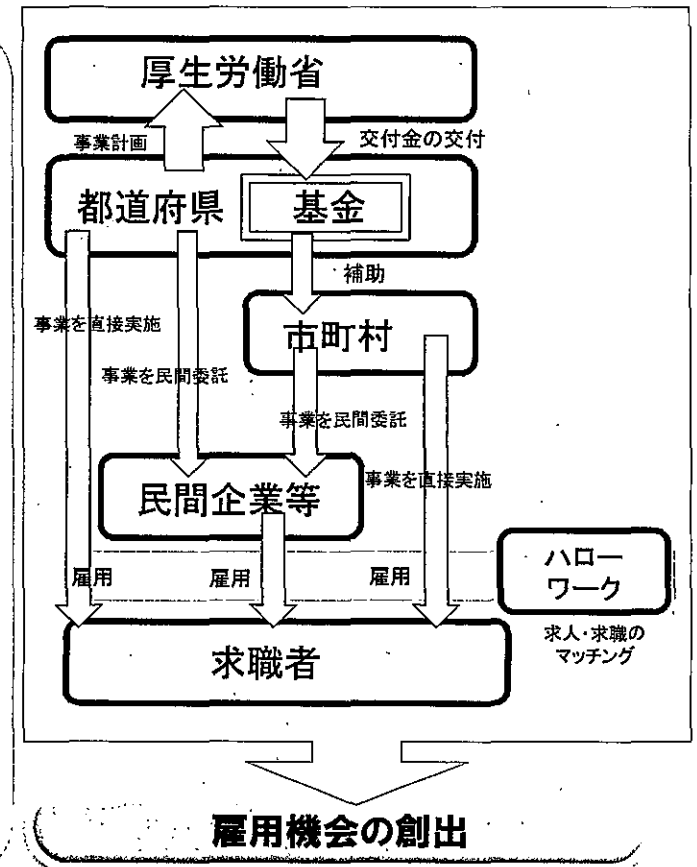 厚生労働省
事業計画
交付金の交付
都道府県
基金
補助
事業を直接実施
市町村
事業を民間委託
事業を民間委託
事業を直接実施
民間企業等
ハロー
ワーク
雇用
雇用
雇用
求人・求職の
マッチング
求職者
雇用機会の創出